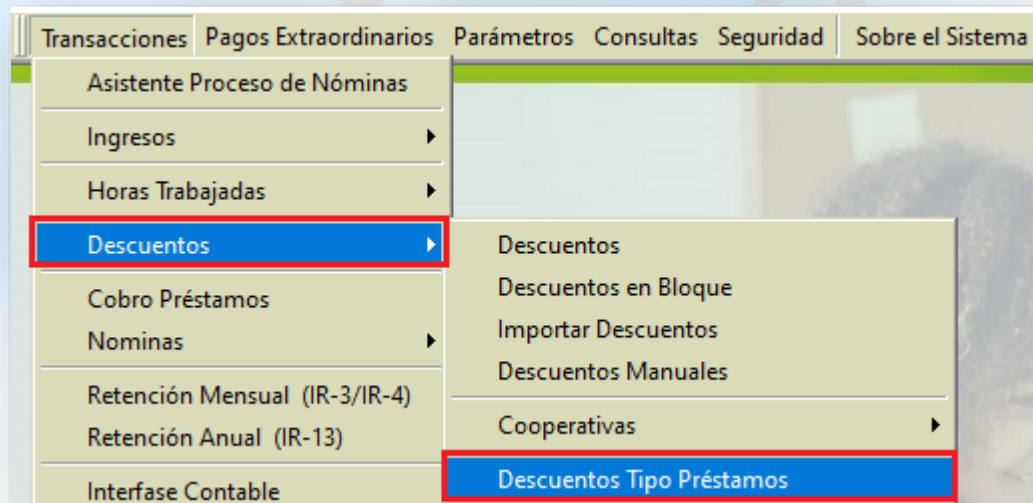 Transacciones Pagos Extraordinarios Parámetros Consultas Seguridad Sobre el Sistema
Asistente Proceso de Nóminas
Ingresos
Horas Trabajadas
Descuentos
Cobro Préstamos
Nominas
Retención Mensual (IR-3/IR-4)
Retención Anual (IR-13)
Interfase Contable
Descuentos
Descuentos en Bloque
Importar Descuentos
Descuentos Manuales
Cooperativas
Descuentos Tipo Préstamos